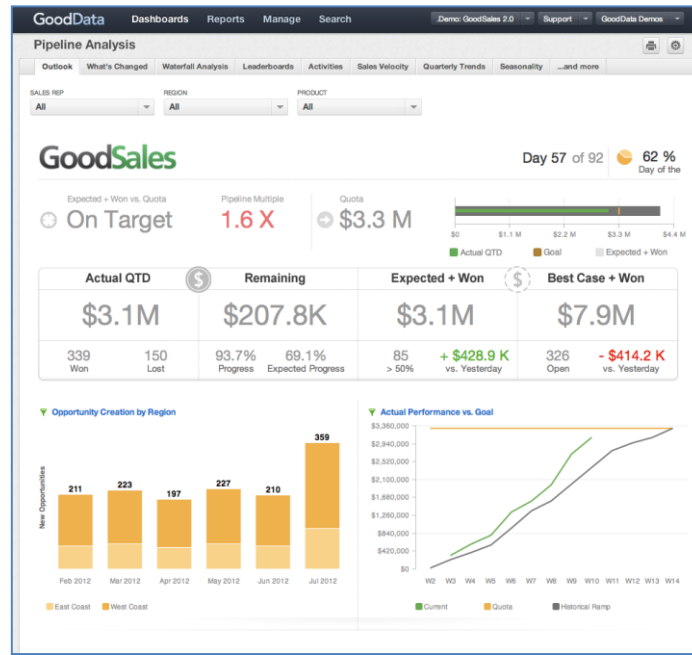 GoodData Dashboards Reports Manage Search .Demo: GoodSales 2.0 Support GoodData Demos
Pipeline Analysis
Outlook What's Changed Waterfall Analysis Leaderboards Activities Sales Velocity Quarterly Trends Seasonality ...and more
SALES REP REGION PRODUCT
All All All
GoodSales Day 57 of 92 62 %
Day of the
Expected + Won vs. Quota Pipeline Multiple Quota
On Target 1.6 X $3.3 M
$0 $1.1 M $2.2 M $3.3 M $4.4 M
Actual QTD Goal Expected + Won
Actual QTD $ Remaining Expected + Won $ Best Case + Won
$3.1M $207.8K $3.1M $7.9M
339 150 93.7% 69.1% 85 + $428.9 K 326 - $414.2 K
Won Lost Progress Expected Progress > 50% vs. Yesterday Open vs. Yesterday
Opportunity Creation by Region
New Opportunities
359
211 223 197 227 210
Feb 2012 Mar 2012 Apr 2012 May 2012 Jun 2012 Jul 2012
East Coast West Coast
Actual Performance vs. Goal
$3,360,000
$2,940,000
$2,520,000
$2,100,000
$1,680,000
$1,260,000
$840,000
$420,000
$0
W2 W3 W4 W5 W6 W7 W8 W9 W10 W11 W12 W13 W14
Current Quota Historical Ramp